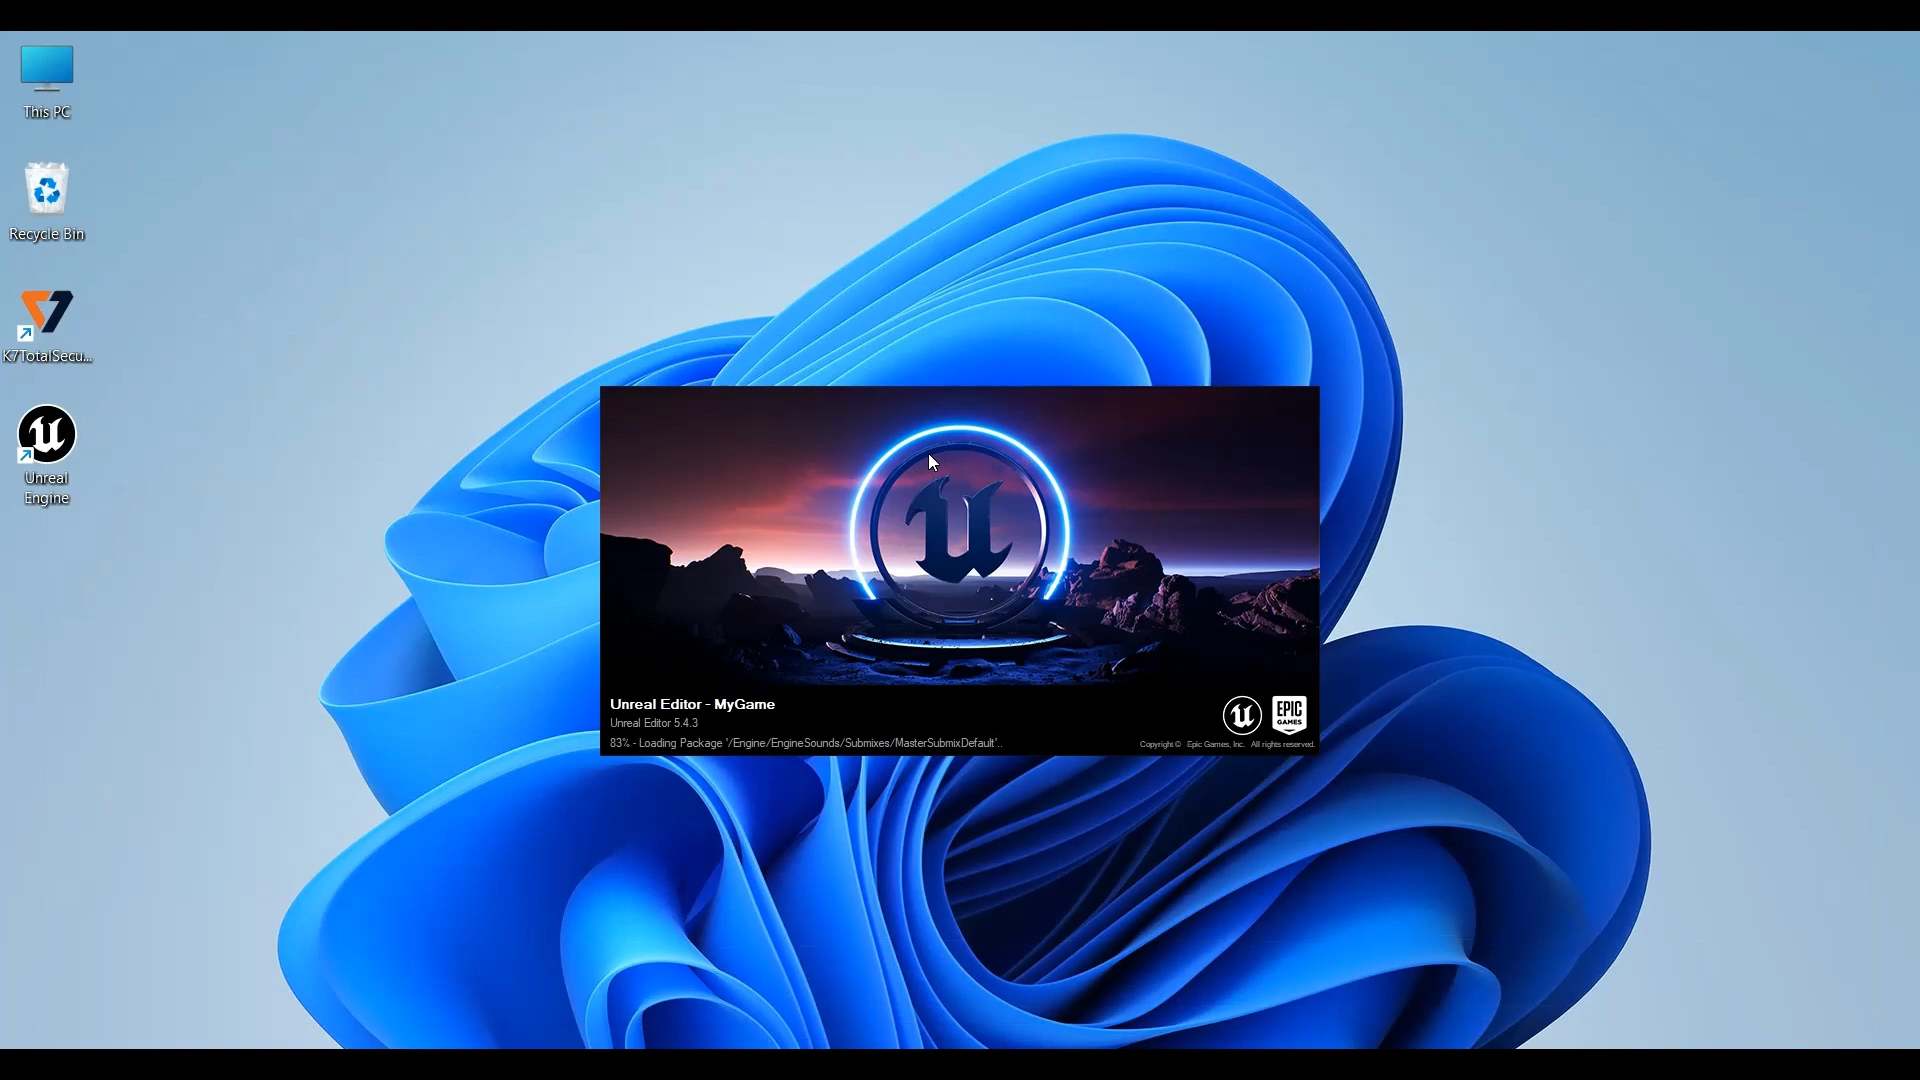 This PC
Recycle Bin
K7TotalSecu...
Unreal
Engine
Unreal Editor - MyGame
Unreal Editor 5.4.3
83% - Loading Package '/Engine/EngineSounds/Submixes/MasterSubmixDefault'..
EPIC
GAMES
Copyright © Epic Games, Inc. All rights reserved.